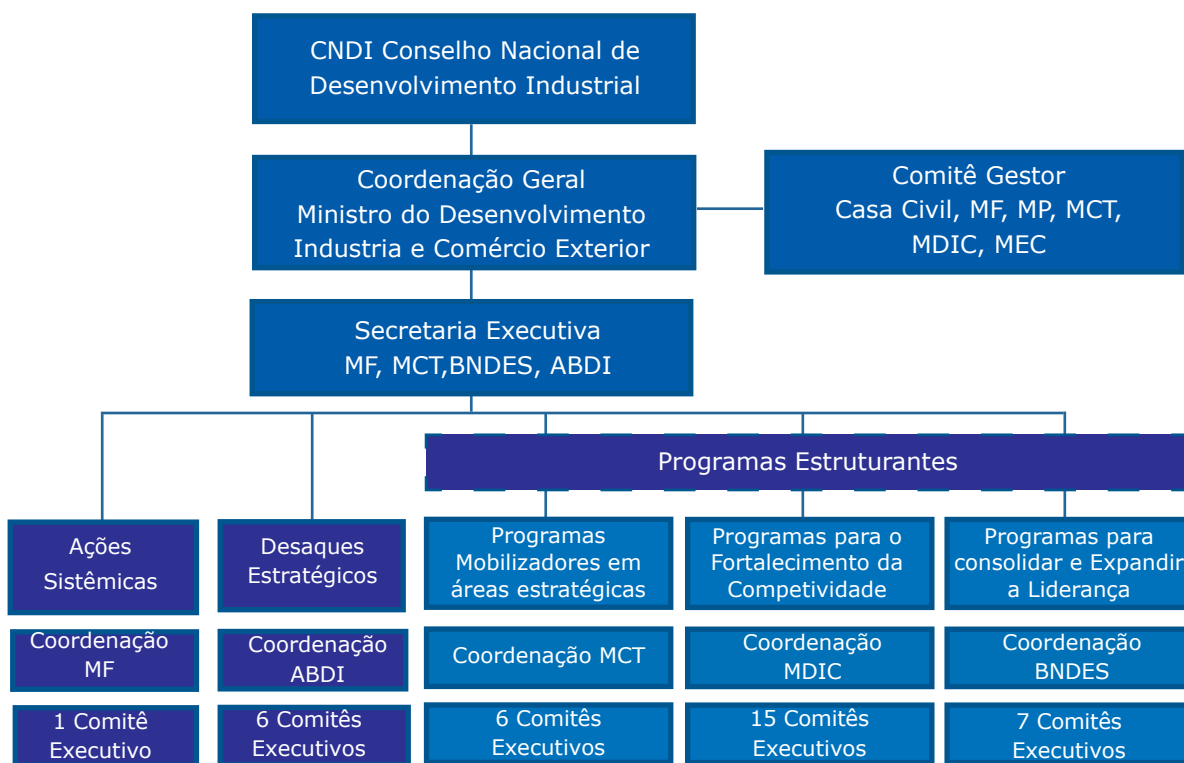 CNDI Conselho Nacional de
Desenvolvimento Industrial
Coordenação Geral
Ministro do Desenvolvimento
Industria e Comércio Exterior
Comitê Gestor
Casa Civil, MF, MP, MCT,
MDIC, MEC
Secretaria Executiva
MF, MCT,BNDES, ABDI
Programas Estruturantes
Ações
Sistêmicas
Desaques
Estratégicos
Programas
Mobilizadores em
áreas estratégicas
Programas para o
Fortalecimento da
Competividade
Programas para
consolidar e Expandir
a Liderança
Coordenação
MF
Coordenação
ABDI
Coordenação MCT
Coordenação
MDIC
Coordenação
BNDES
1 Comitê
Executivo
6 Comitês
Executivos
6 Comitês
Executivos
15 Comitês
Executivos
7 Comitês
Executivos